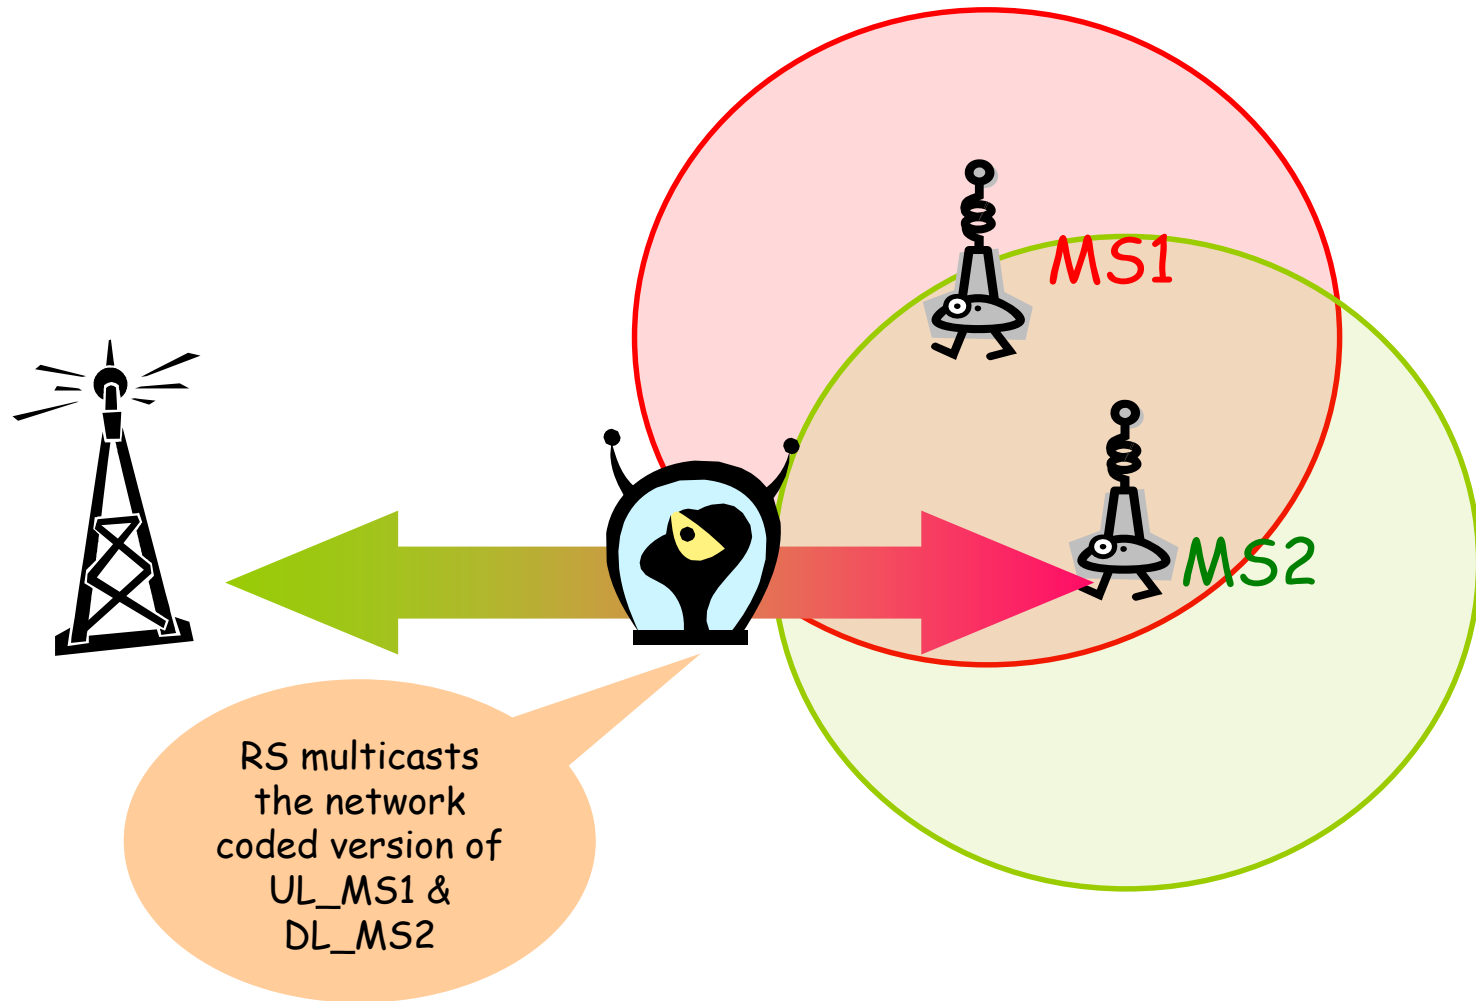 MS1
MS2
RS multicasts
the network
coded version of
UL_MS1 &
DL_MS2